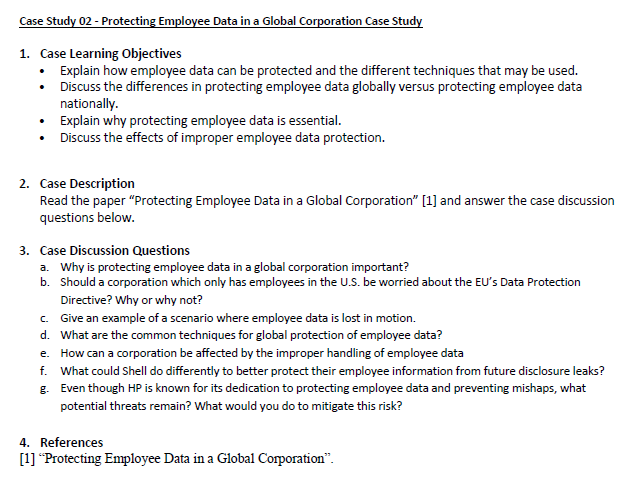 Case Study 02 - Protecting Employee Data in a Global Corporation Case Study
1. Case Learning Objectives
• Explain how employee data can be protected and the different techniques that may be used.
• Discuss the differences in protecting employee data globally versus protecting employee data
nationally.
• Explain why protecting employee data is essential.
• Discuss the effects of improper employee data protection.
2. Case Description
Read the paper “Protecting Employee Data in a Global Corporation” [1] and answer the case discussion
questions below.
3. Case Discussion Questions
a. Why is protecting employee data in a global corporation important?
b. Should a corporation which only has employees in the U.S. be worried about the EU’s Data Protection
Directive? Why or why not?
c. Give an example of a scenario where employee data is lost in motion.
d. What are the common techniques for global protection of employee data?
e. How can a corporation be affected by the improper handling of employee data
f. What could Shell do differently to better protect their employee information from future disclosure leaks?
g. Even though HP is known for its dedication to protecting employee data and preventing mishaps, what
potential threats remain? What would you do to mitigate this risk?
4. References
[1] “Protecting Employee Data in a Global Corporation”.